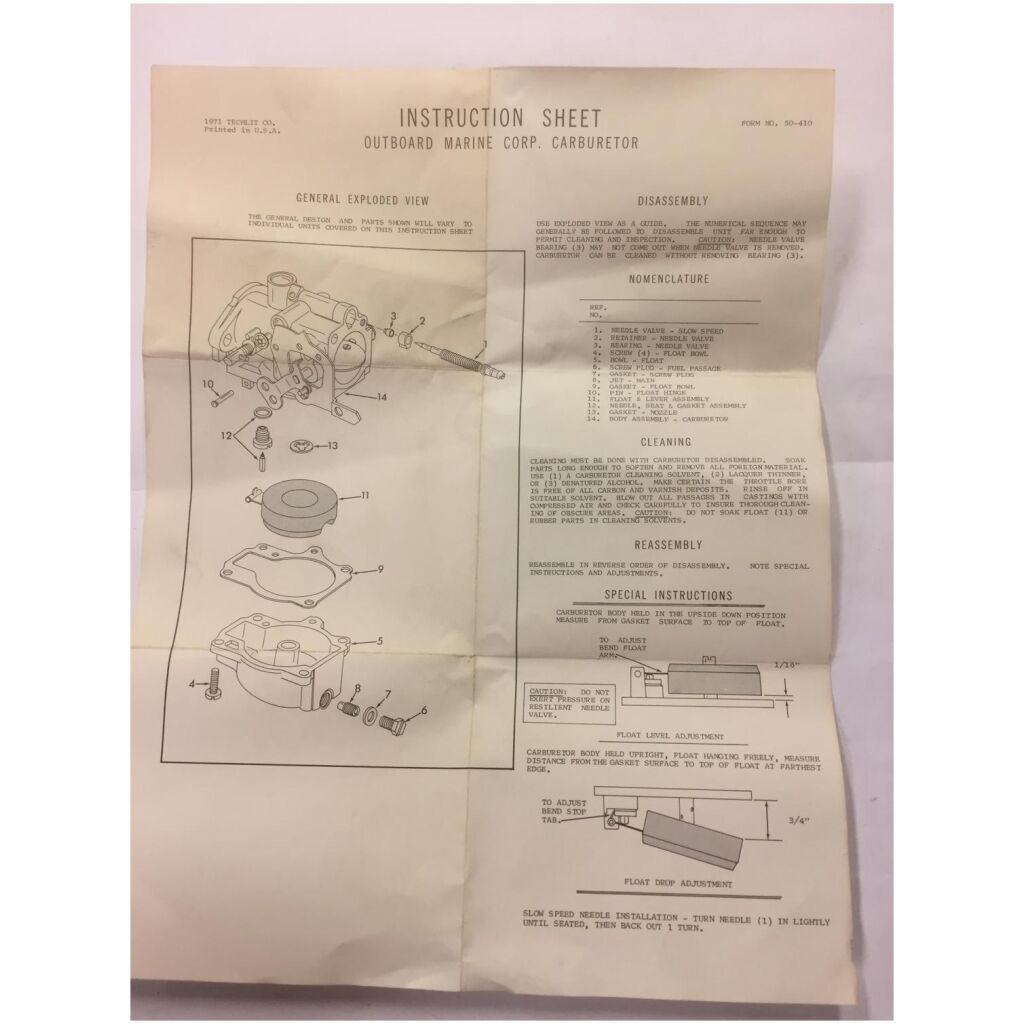 1971 TECHLIT CO.
Printed in U.S.A.
INSTRUCTION SHEET
OUTBOARD MARINE CORP. CARBURETOR
FORM NO. 50-410
GENERAL EXPLODED VIEW
THE GENERAL DESIGN AND PARTS SHOWN WILL VARY TO
INDIVIDUAL UNITS COVERED ON THIS INSTRUCTION SHEET
3
2
1
10
14
12
13
11
9
5
4
8
7
6
DISASSEMBLY
USE EXPLODED VIEW AS A GUIDE. THE NUMERICAL SEQUENCE MAY
GENERALLY BE FOLLOWED TO DISASSEMBLE UNIT FAR ENOUGH TO
PERMIT CLEANING AND INSPECTION. CAUTION: NEEDLE VALVE
BEARING (3) MAY NOT COME OUT WHEN NEEDLE VALVE IS REMOVED.
CARBURETOR CAN BE CLEANED WITHOUT REMOVING BEARING (3).
NOMENCLATURE
REF.
NO.
1. NEEDLE VALVE - SLOW SPEED
2. RETAINER - NEEDLE VALVE
3. BEARING - NEEDLE VALVE
4. SCREW (4) - FLOAT BOWL
5. BOWL - FLOAT
6. SCREW PLUG - FUEL PASSAGE
7. GASKET - SCREW PLUG
8. JET - MAIN
9. GASKET - FLOAT BOWL
10. PIN - FLOAT HINGE
11. FLOAT & LEVER ASSEMBLY
12. NEEDLE, SEAT & GASKET ASSEMBLY
13. GASKET - NOZZLE
14. BODY ASSEMBLY - CARBURETOR
CLEANING
CLEANING MUST BE DONE WITH CARBURETOR DISASSEMBLED. SOAK
PARTS LONG ENOUGH TO SOFTEN AND REMOVE ALL FOREIGN MATERIAL.
USE (1) A CARBURETOR CLEANING SOLVENT, (2) LACQUER THINNER,
OR (3) DENATURED ALCOHOL. MAKE CERTAIN THE THROTTLE BORE
IS FREE OF ALL CARBON AND VARNISH DEPOSITS. RINSE OFF IN
SUITABLE SOLVENT. BLOW OUT ALL PASSAGES IN CASTINGS WITH
COMPRESSED AIR AND CHECK CAREFULLY TO INSURE THOROUGH CLEAN-
ING OF OBSCURE AREAS. CAUTION: DO NOT SOAK FLOAT (11) OR
RUBBER PARTS IN CLEANING SOLVENTS.
REASSEMBLY
REASSEMBLE IN REVERSE ORDER OF DISASSEMBLY. NOTE SPECIAL
INSTRUCTIONS AND ADJUSTMENTS.
SPECIAL INSTRUCTIONS
CARBURETOR BODY HELD IN THE UPSIDE DOWN POSITION
MEASURE FROM GASKET SURFACE TO TOP OF FLOAT.
TO ADJUST
BEND FLOAT
ARM.
1/16"
CAUTION: DO NOT
EXERT PRESSURE ON
RESILIENT NEEDLE
VALVE.
FLOAT LEVEL ADJUSTMENT
CARBURETOR BODY HELD UPRIGHT, FLOAT HANGING FREELY, MEASURE
DISTANCE FROM THE GASKET SURFACE TO TOP OF FLOAT AT FARTHEST
EDGE.
TO ADJUST
BEND STOP
TAB.
3/4"
FLOAT DROP ADJUSTMENT
SLOW SPEED NEEDLE INSTALLATION - TURN NEEDLE (1) IN LIGHTLY
UNTIL SEATED, THEN BACK OUT 1 TURN.